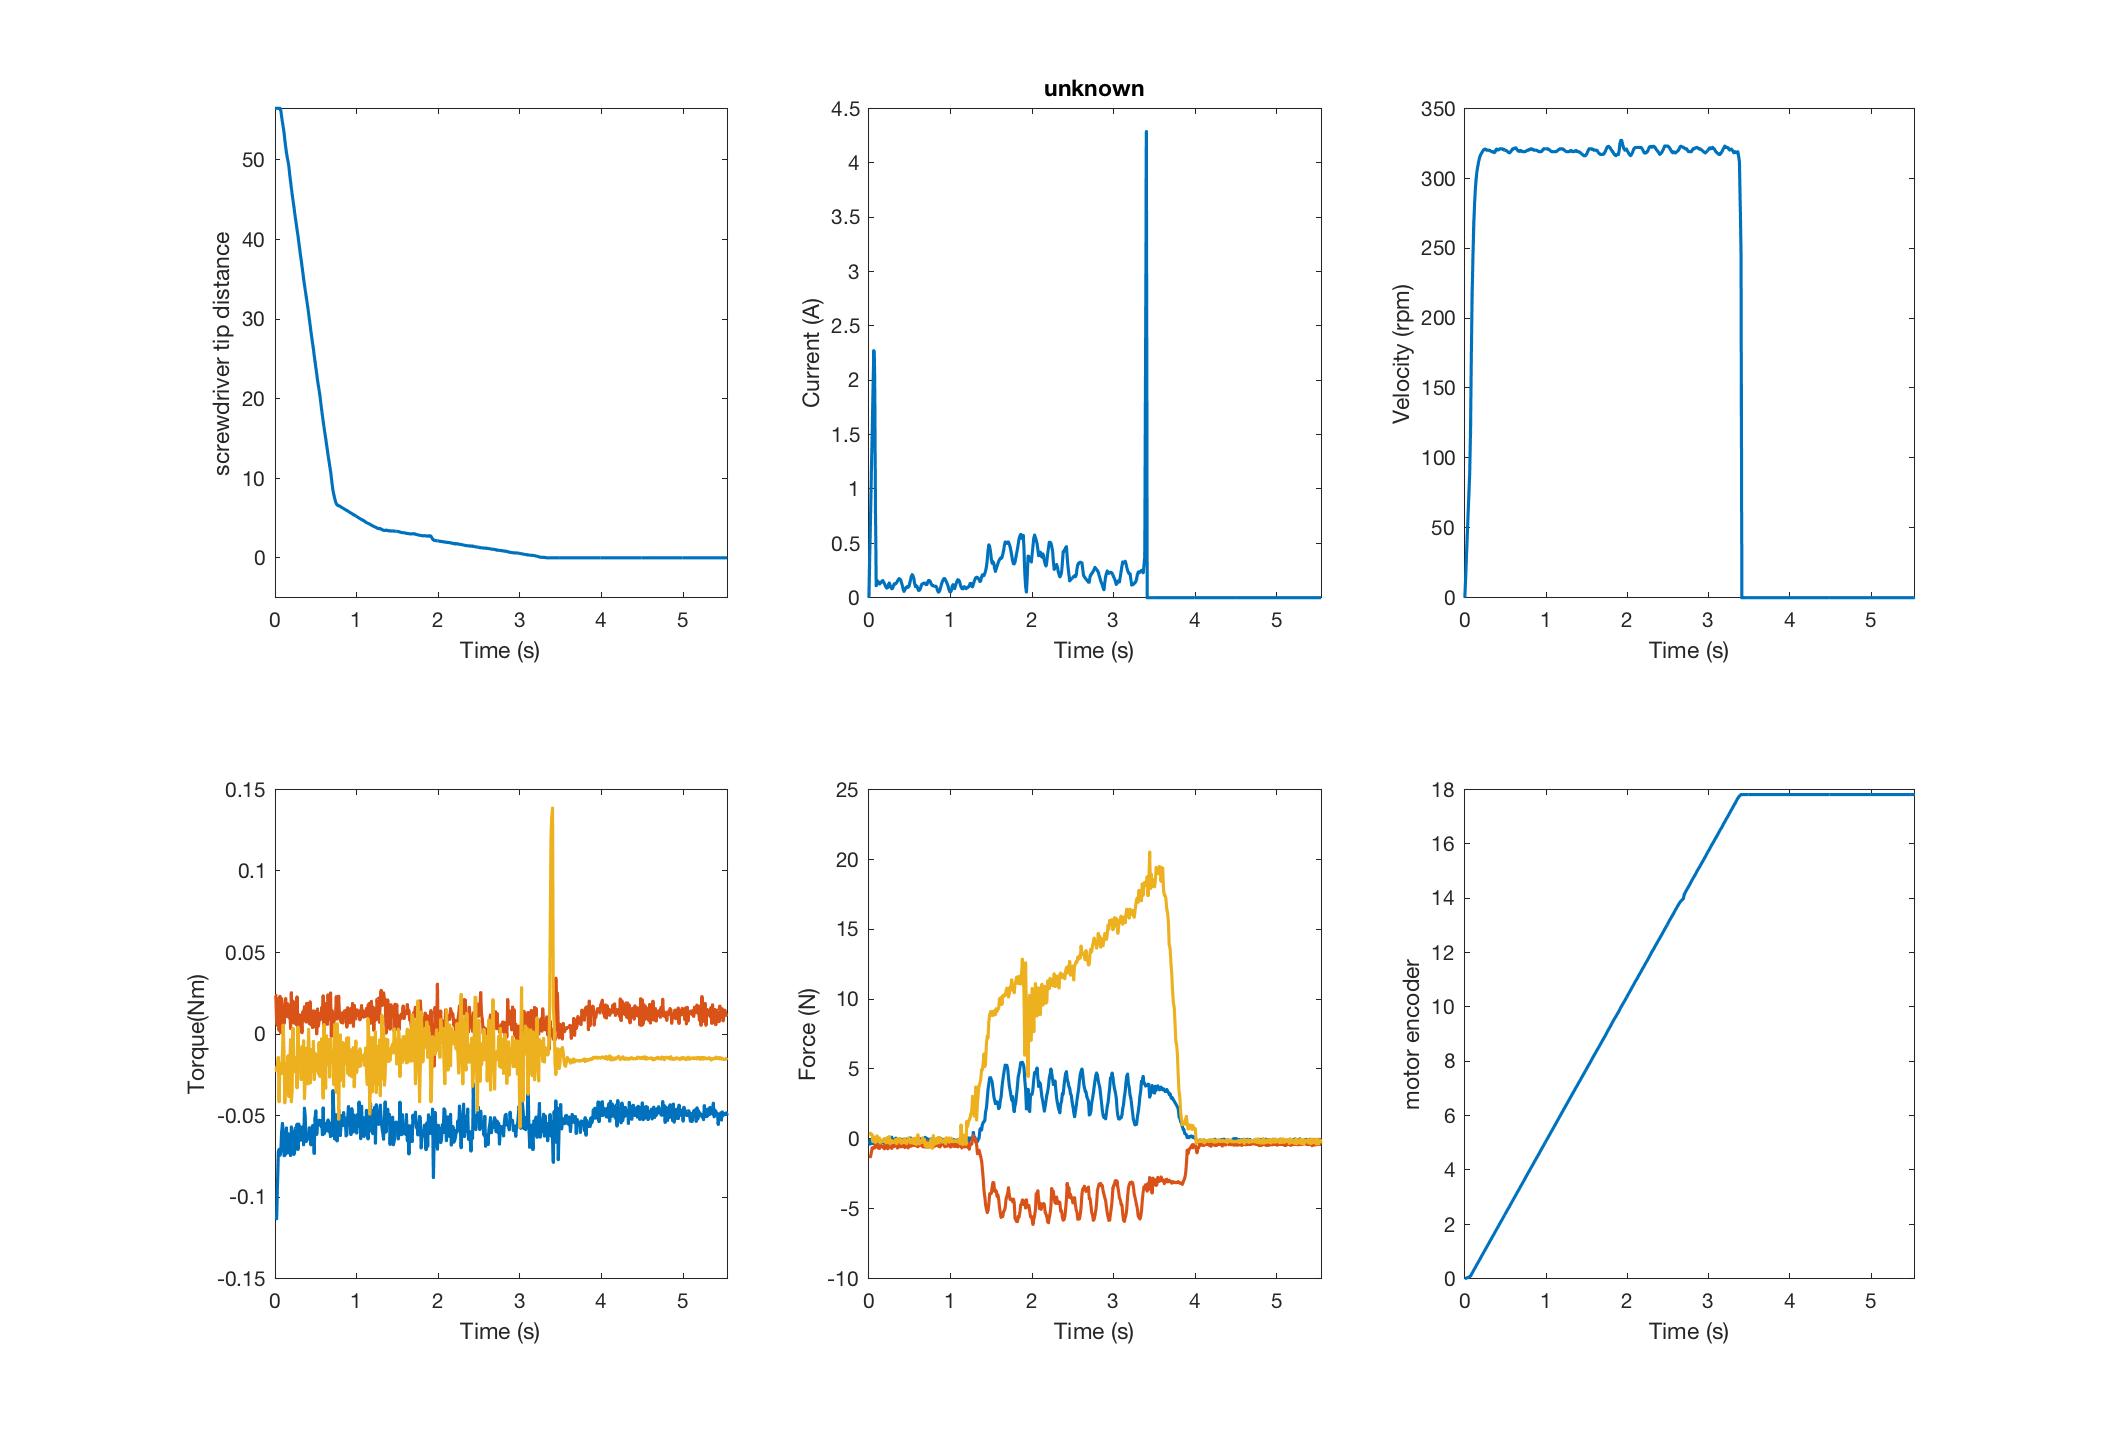 unknown
screwdriver tip distance
50
40
30
20
10
0
0 1 2 3 4 5
Time (s)
Current (A)
4.5
4
3.5
3
2.5
2
1.5
1
0.5
0
0 1 2 3 4 5
Time (s)
Velocity (rpm)
350
300
250
200
150
100
50
0
0 1 2 3 4 5
Time (s)
Torque(Nm)
0.15
0.1
0.05
0
-0.05
-0.1
-0.15
0 1 2 3 4 5
Time (s)
Force (N)
25
20
15
10
5
0
-5
-10
0 1 2 3 4 5
Time (s)
motor encoder
18
16
14
12
10
8
6
4
2
0
0 1 2 3 4 5
Time (s)